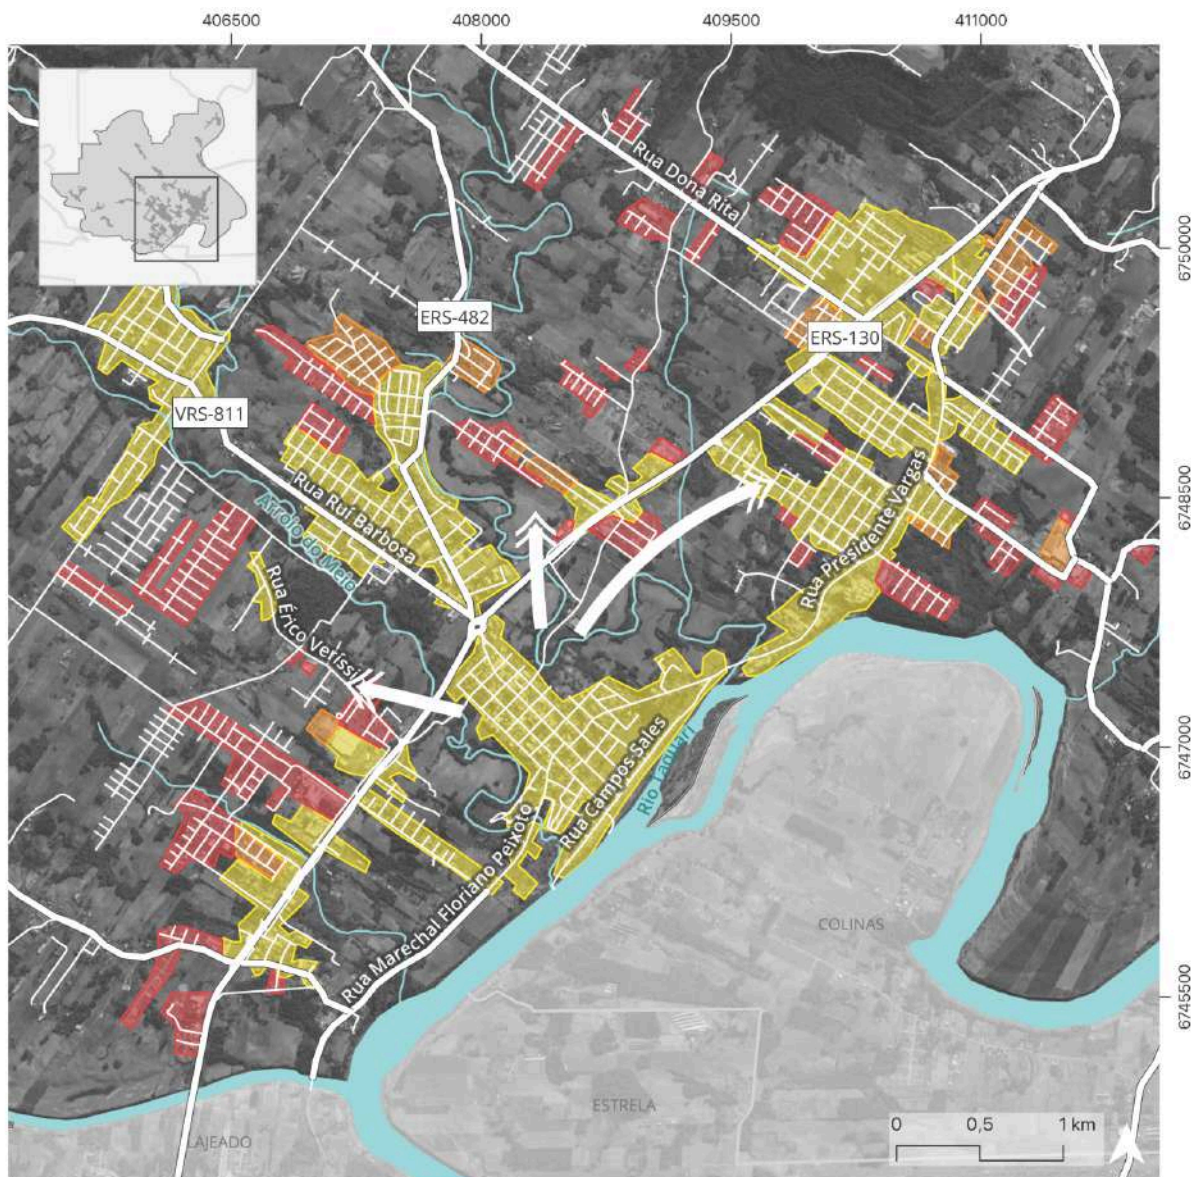 406500
408000
409500
411000
Rua Dona Rita
6750000
ERS-482
ERS-130
VRS-811
Rua Ruí Barbosa
Arroio do Meio
6748500
Rua Presidente Vargas
Rua Érico Veríssi
6747000
Rua Campos Sales
Rio Taquari
Rua Marechal Floriano Peixoto
COLINAS
6745500
ESTRELA
LAJEADO
0 0,5 1 km